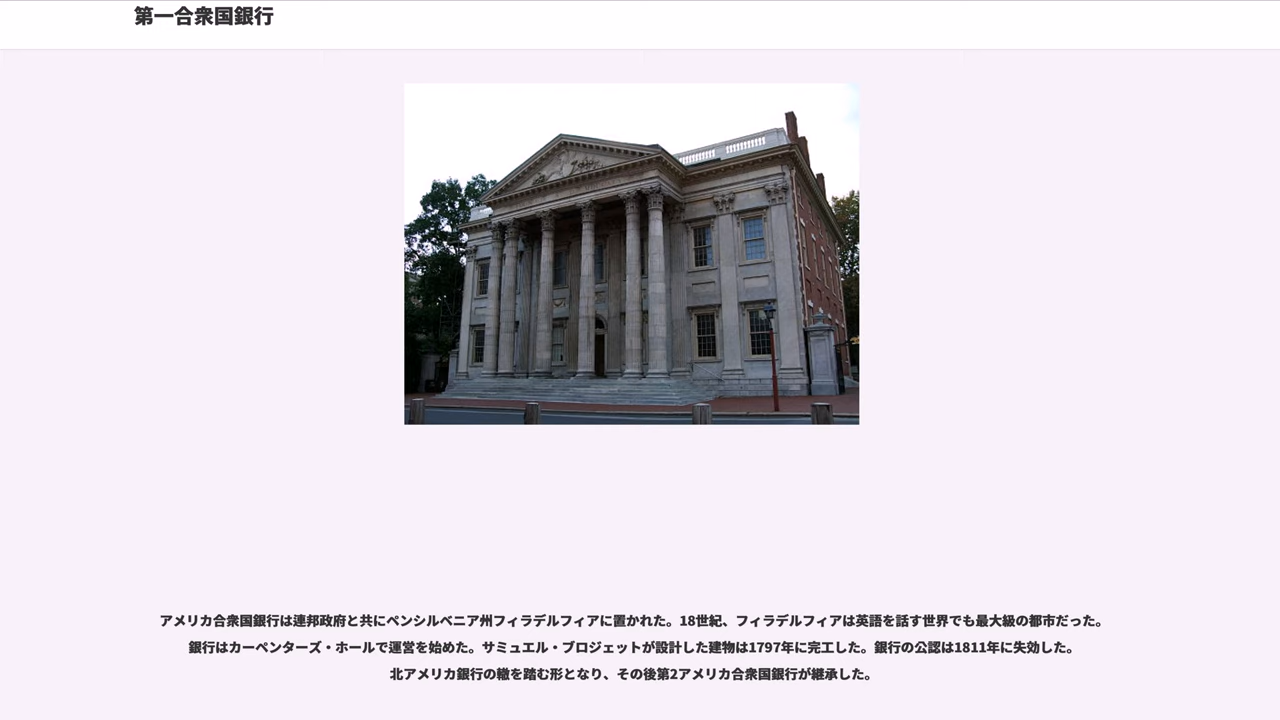 第一合衆国銀行
アメリカ合衆国銀行は連邦政府と共にペンシルベニア州フィラデルフィアに置かれた。18世紀、フィラデルフィアは英語を話す世界でも最大級の都市だった。
銀行はカーペンターズ・ホールで運営を始めた。サミュエル・ブロジェットが設計した建物は1797年に完工した。銀行の公認は1811年に失効した。
北アメリカ銀行の轍を踏む形となり、その後第2アメリカ合衆国銀行が継承した。